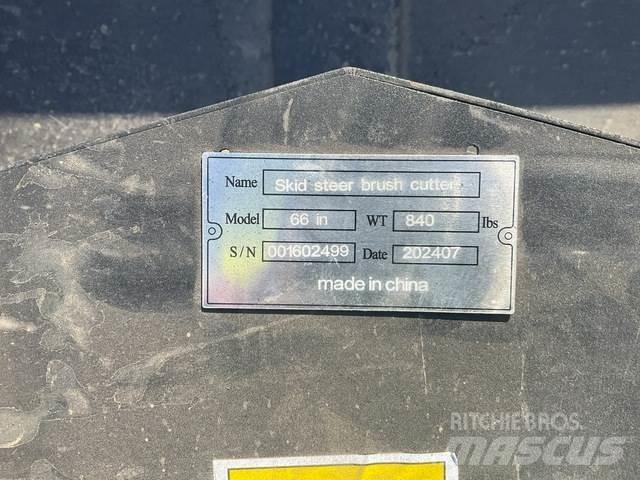 Name Skid steer brush cutter
Model 66 in WT 840 lbs
S/N 001602499 Date 202407
made in china
RITCHIE BROS.
MASCUS